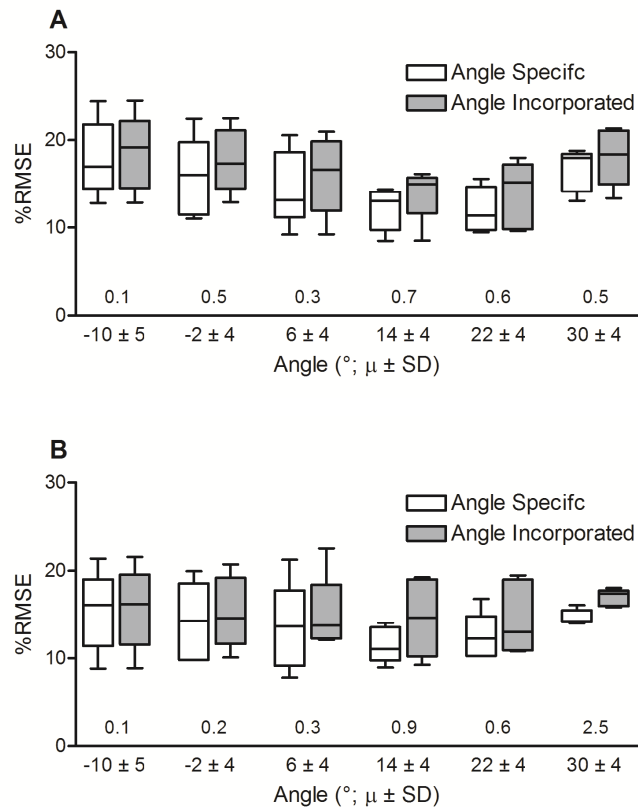 A
30
Angle Specifc
Angle Incorporated
20
%RMSE
10
0.1 0.5 0.3 0.7 0.6 0.5
0
-10 ± 5 -2 ± 4 6 ± 4 14 ± 4 22 ± 4 30 ± 4
Angle (°; μ ± SD)
B
30
Angle Specifc
Angle Incorporated
20
%RMSE
10
0.1 0.2 0.3 0.9 0.6 2.5
0
-10 ± 5 -2 ± 4 6 ± 4 14 ± 4 22 ± 4 30 ± 4
Angle (°; μ ± SD)